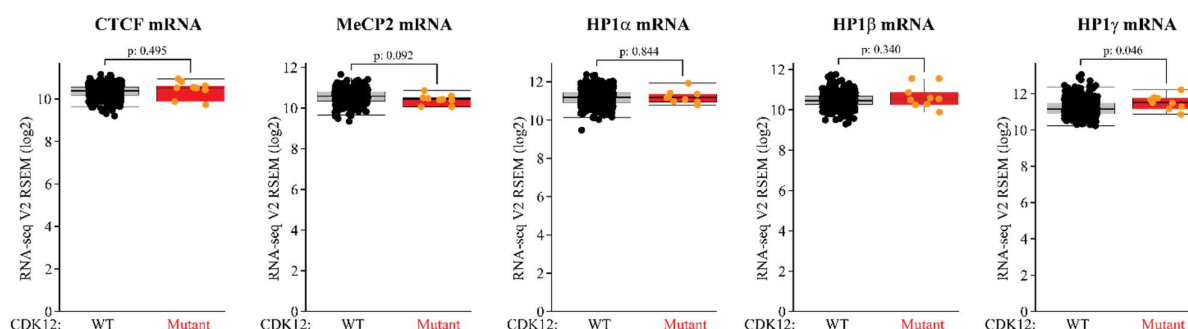 CTCF mRNA
p: 0.495
RNA-seq V2 RSEM (log2)
10
8
6
4
2
0
CDK12: WT Mutant
MeCP2 mRNA
p: 0.092
RNA-seq V2 RSEM (log2)
12
10
8
6
4
2
0
CDK12: WT Mutant
HP1α mRNA
p: 0.844
RNA-seq V2 RSEM (log2)
12
10
8
6
4
2
0
CDK12: WT Mutant
HP1β mRNA
p: 0.340
RNA-seq V2 RSEM (log2)
12
10
8
6
4
2
0
CDK12: WT Mutant
HP1γ mRNA
p: 0.046
RNA-seq V2 RSEM (log2)
12
10
8
6
4
2
0
CDK12: WT Mutant